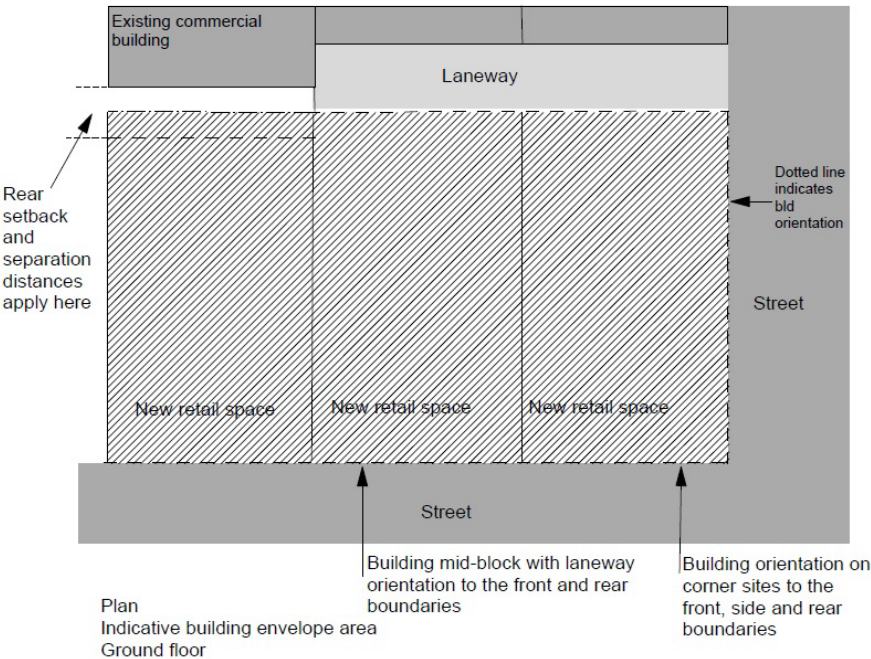 Existing commercial
building
Laneway
Rear
setback
and
separation
distances
apply here
Dotted line
indicates
bld
orientation
Street
New retail space
New retail space
New retail space
Street
Building mid-block with laneway
orientation to the front and rear
boundaries
Building orientation on
corner sites to the
front, side and rear
boundaries
Plan
Indicative building envelope area
Ground floor